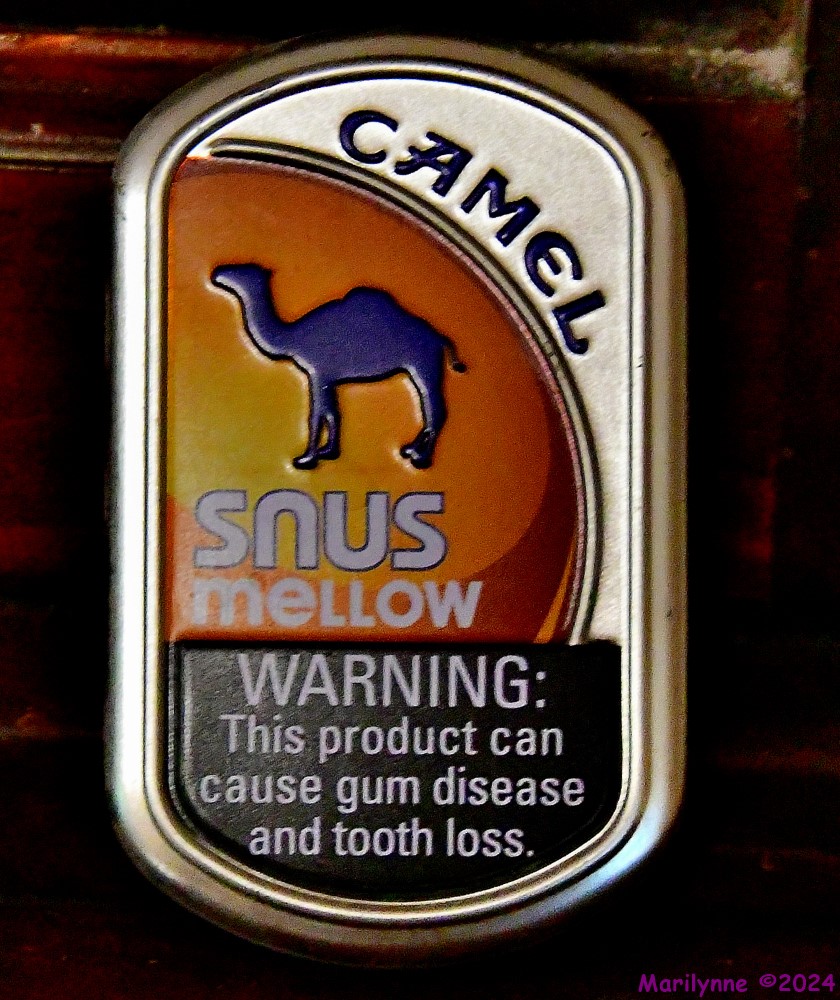 CAMEL
snus
meLLOW
WARNING:
This product can
cause gum disease
and tooth loss.
Marilynne ©2024